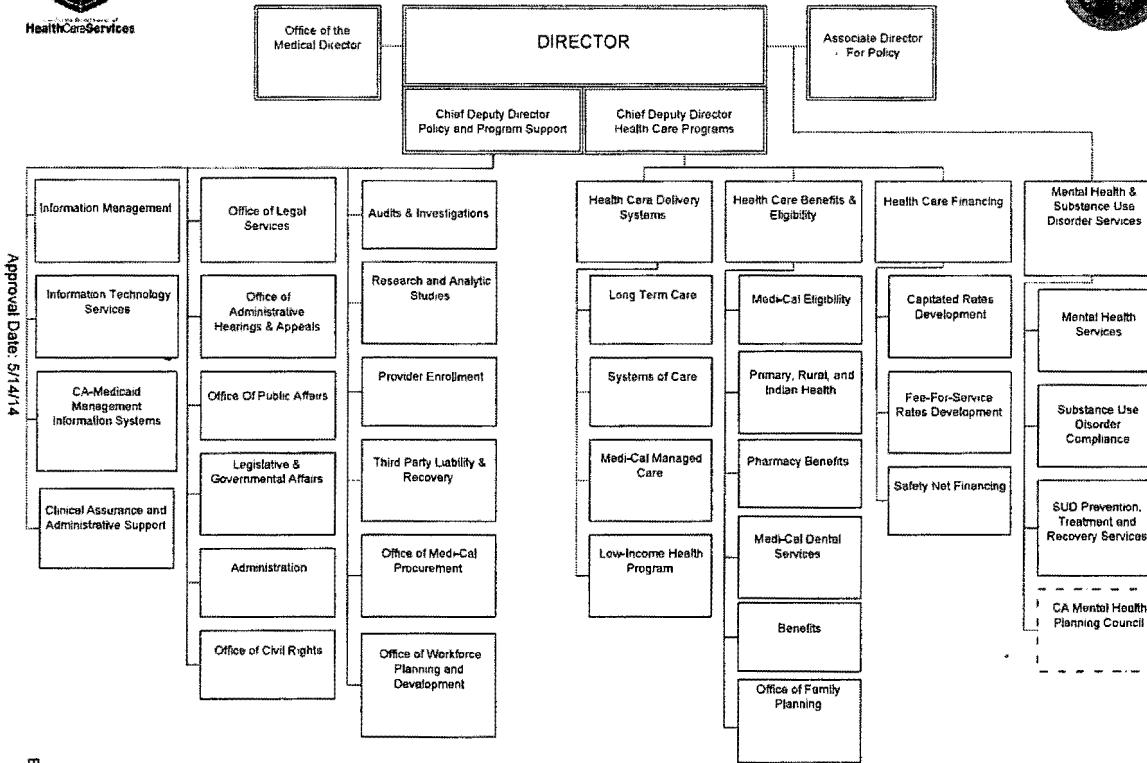 HealthCareServices
Office of the
Medical Director
DIRECTOR
Associate Director
For Policy
Chief Deputy Director
Policy and Program Support
Chief Deputy Director
Health Care Programs
Information Management
Office of Legal
Services
Audits & Investigations
Health Care Delivery
Systems
Health Care Benefits &
Eligibility
Health Care Financing
Mental Health &
Substance Use
Disorder Services
Information Technology
Services
Office of
Administrative
Hearings & Appeals
Research and Analytic
Studies
Long Term Care
Medi-Cal Eligibility
Capitated Rates
Development
Mental Health
Services
CA-Medicaid
Management
Information Systems
Office Of Public Affairs
Provider Enrollment
Systems of Care
Primary, Rural, and
Indian Health
Fee-For-Service
Rates Development
Substance Use
Disorder
Compliance
Clinical Assurance and
Administrative Support
Legislative &
Governmental Affairs
Third Party Liability &
Recovery
Medi-Cal Managed
Care
Pharmacy Benefits
Safety Net Financing
SUD Prevention,
Treatment and
Recovery Services
Administration
Office of Medi-Cal
Procurement
Low-Income Health
Program
Medi-Cal Dental
Services
CA Mental Health
Planning Council
Office of Civil Rights
Office of Workforce
Planning and
Development
Benefits
Office of Family
Planning
Approval Date: 5/14/14